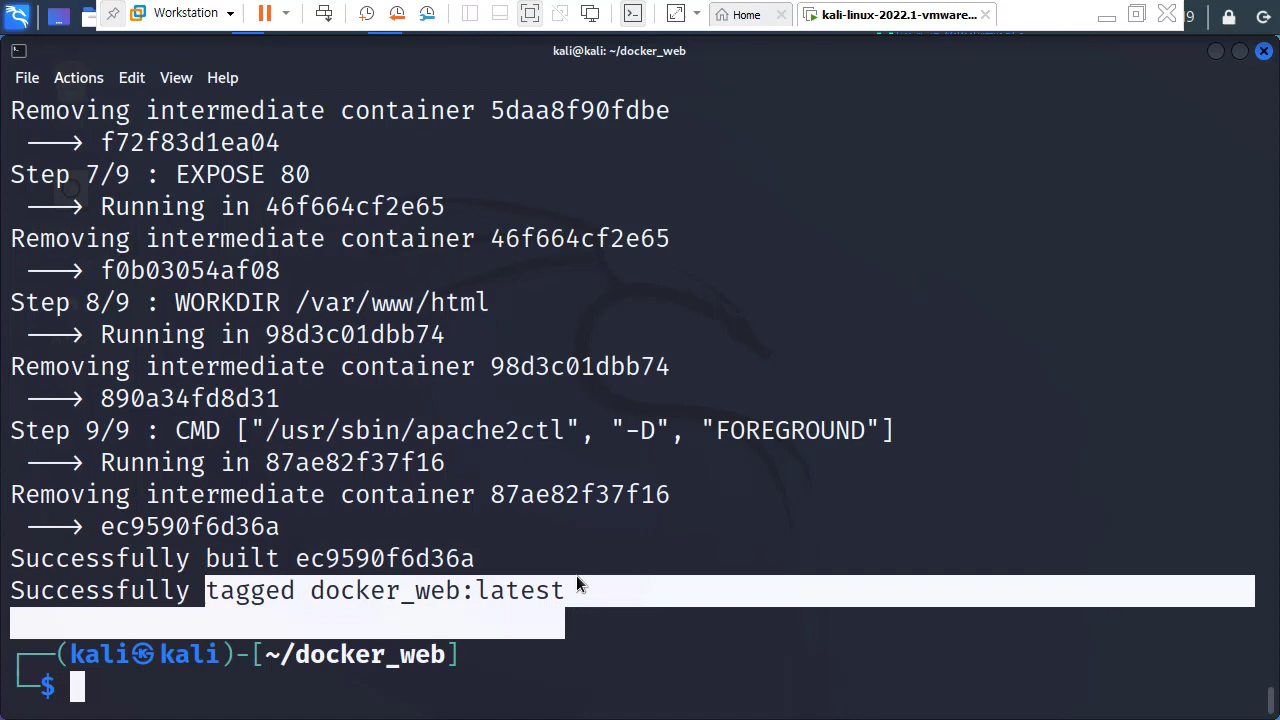 Workstation
Home
kali-linux-2022.1-vmware...
9
kali@kali: ~/docker_web
File Actions Edit View Help
Removing intermediate container 5daa8f90fdbe
---> f72f83d1ea04
Step 7/9 : EXPOSE 80
---> Running in 46f664cf2e65
Removing intermediate container 46f664cf2e65
---> f0b03054af08
Step 8/9 : WORKDIR /var/www/html
---> Running in 98d3c01dbb74
Removing intermediate container 98d3c01dbb74
---> 890a34fd8d31
Step 9/9 : CMD ["/usr/sbin/apache2ctl", "-D", "FOREGROUND"]
---> Running in 87ae82f37f16
Removing intermediate container 87ae82f37f16
---> ec9590f6d36a
Successfully built ec9590f6d36a
Successfully tagged docker_web:latest
┌──(kali㉿kali)-[~/docker_web]
└─$